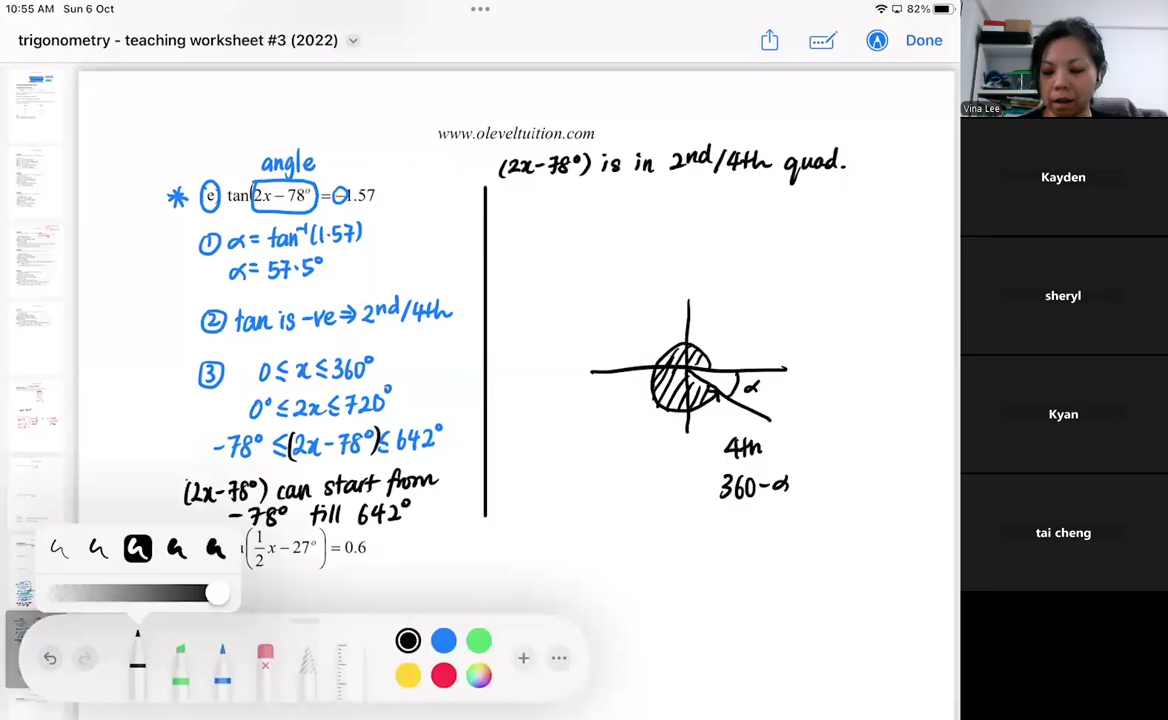 10:55 AM Sun 6 Oct
82%
trigonometry - teaching worksheet #3 (2022)
Done
www.oleveltuition.com
angle
* e tan(2x – 78°) = –1.57
① α = tan⁻¹(1.57)
α = 57.5°
② tan is -ve ⇒ 2nd/4th
③ 0 ≤ x ≤ 360°
0° ≤ 2x ≤ 720°
-78° ≤ (2x – 78°) ≤ 642°
(2x-78°) can start from
-78° till 642°
(1/2 x – 27°) = 0.6
(2x-78°) is in 2nd/4th quad.
α
4th
360-α
Vina Lee
Kayden
sheryl
Kyan
tai cheng